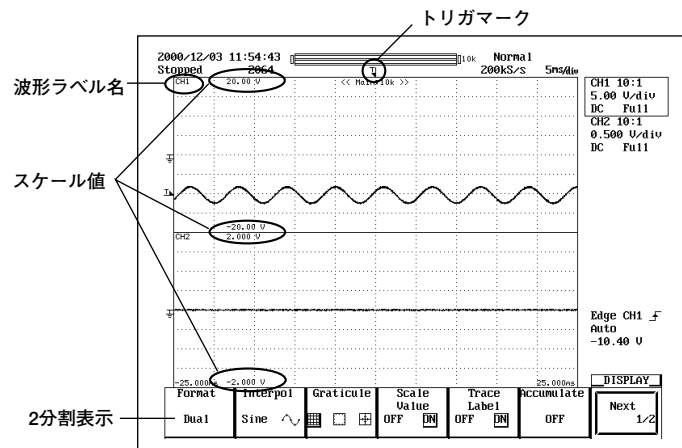 トリガマーク
2000/12/03 11:54:43
10k
Normal
Stopped
2064
200kS/s 5ms/div
波形ラベル名
CH1
20.00 V
<< Main:10k >>
CH1 10:1
5.00 V/div
DC Full
CH2 10:1
0.500 V/div
DC Full
スケール値
-20.00 V
CH2
2.000 V
Edge CH1
Auto
-10.40 V
-25.000ms
-2.000 V
25.000ms
DISPLAY
2分割表示
Format
Dual
Interpol
Sine
Graticule
Scale
Value
OFF ON
Trace
Label
OFF ON
Accumulate
OFF
Next
1/2